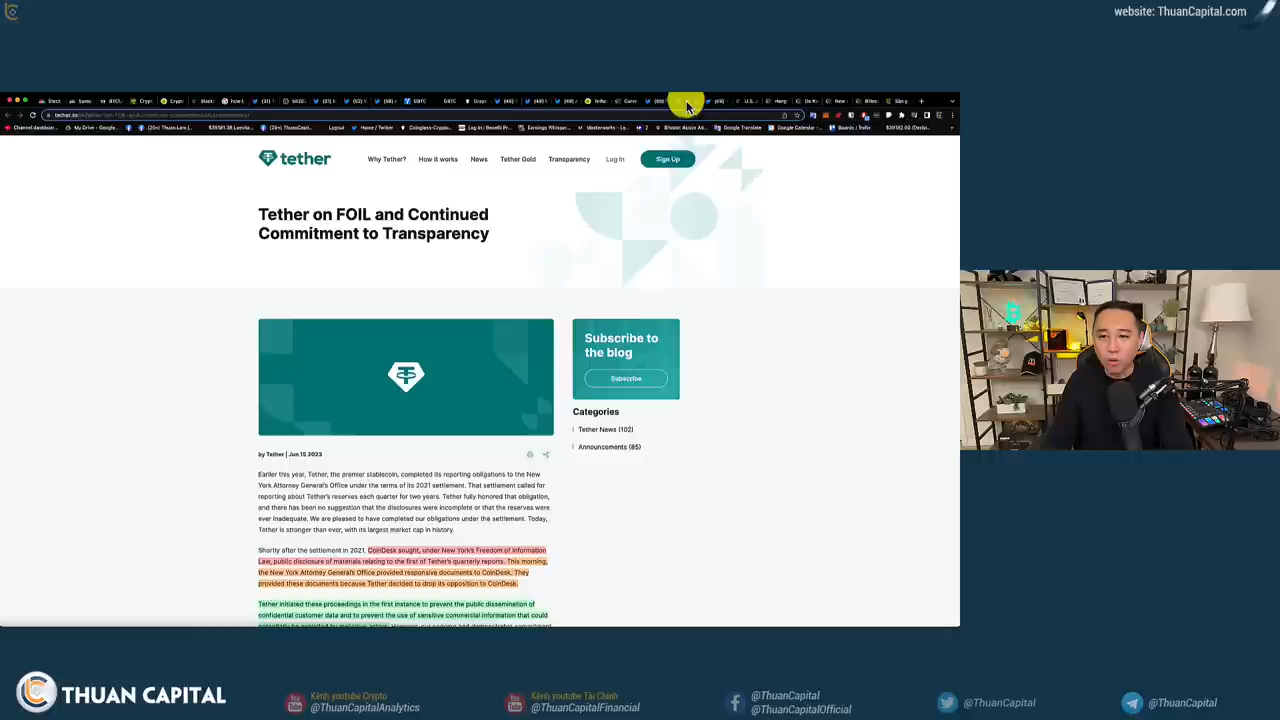 website: ThuanCapital.com
tether
Why Tether?
How it works
News
Tether Gold
Transparency
Log In
Sign Up
Tether on FOIL and Continued
Commitment to Transparency
Subscribe to
the blog
Subscribe
Categories
Tether News (102)
Announcements (85)
by Tether | Jun 15 2023
Earlier this year, Tether, the premier stablecoin, completed its reporting obligations to the New
York Attorney General's Office under the terms of its 2021 settlement. That settlement called for
reporting about Tether's reserves each quarter for two years. Tether fully honored that obligation,
and there has been no suggestion that the disclosures were incomplete or that the reserves were
ever inadequate. We are pleased to have completed our obligations under the settlement. Today,
Tether is stronger than ever, with its largest market cap in history.
Shortly after the settlement in 2021, CoinDesk sought, under New York's Freedom of Information
Law, public disclosure of materials relating to the first of Tether's quarterly reports. This morning,
the New York Attorney General's Office provided responsive documents to CoinDesk. They
provided these documents because Tether decided to drop its opposition to CoinDesk.
Tether initiated these proceedings in the first instance to prevent the public dissemination of
confidential customer data and to prevent the use of sensitive commercial information that could
THUAN CAPITAL
Kênh youtube Crypto
@ThuanCapitalAnalytics
Kênh youtube Tài Chính
@ThuanCapitalFinancial
@ThuanCapital
@ThuanCapitalOfficial
@ThuanCapital
@ThuanCapital